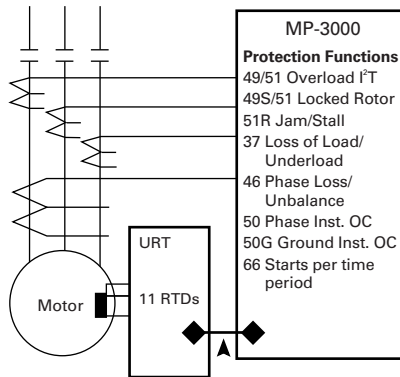 MP-3000
Protection Functions
49/51 Overload I²T
49S/51 Locked Rotor
51R Jam/Stall
37 Loss of Load/
Underload
46 Phase Loss/
Unbalance
50 Phase Inst. OC
50G Ground Inst. OC
66 Starts per time
period
URT
11 RTDs
Motor